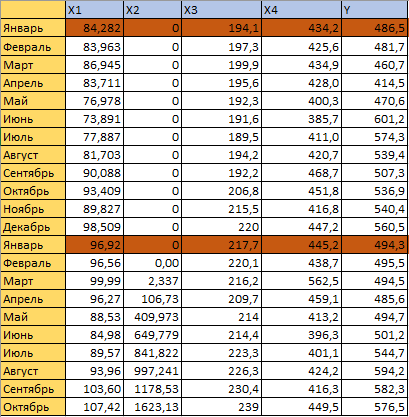 X1 X2 X3 X4 Y
Январь 84,282 0 194,1 434,2 486,5
Февраль 83,963 0 197,3 425,6 481,7
Март 86,945 0 199,9 434,9 460,7
Апрель 83,711 0 195,6 428,0 414,5
Май 76,978 0 192,3 400,3 470,6
Июнь 73,891 0 191,6 385,7 601,2
Июль 77,887 0 189,5 411,0 574,3
Август 81,703 0 194,2 420,7 539,4
Сентябрь 90,088 0 192,2 468,7 507,3
Октябрь 93,409 0 206,8 451,8 536,9
Ноябрь 89,827 0 215,5 416,8 540,4
Декабрь 98,509 0 220 447,2 560,5
Январь 96,92 0 217,7 445,2 494,3
Февраль 96,56 0,00 220,1 438,7 495,5
Март 99,99 2,337 216,2 562,5 494,5
Апрель 96,27 106,73 209,7 459,1 485,6
Май 88,53 409,973 214 413,2 494,7
Июнь 84,98 649,779 214,4 396,3 501,2
Июль 89,57 841,822 223,3 401,1 544,7
Август 93,96 997,241 226,3 424,2 594,2
Сентябрь 103,60 1178,53 230,4 416,3 582,3
Октябрь 107,42 1623,13 239 449,5 576,5